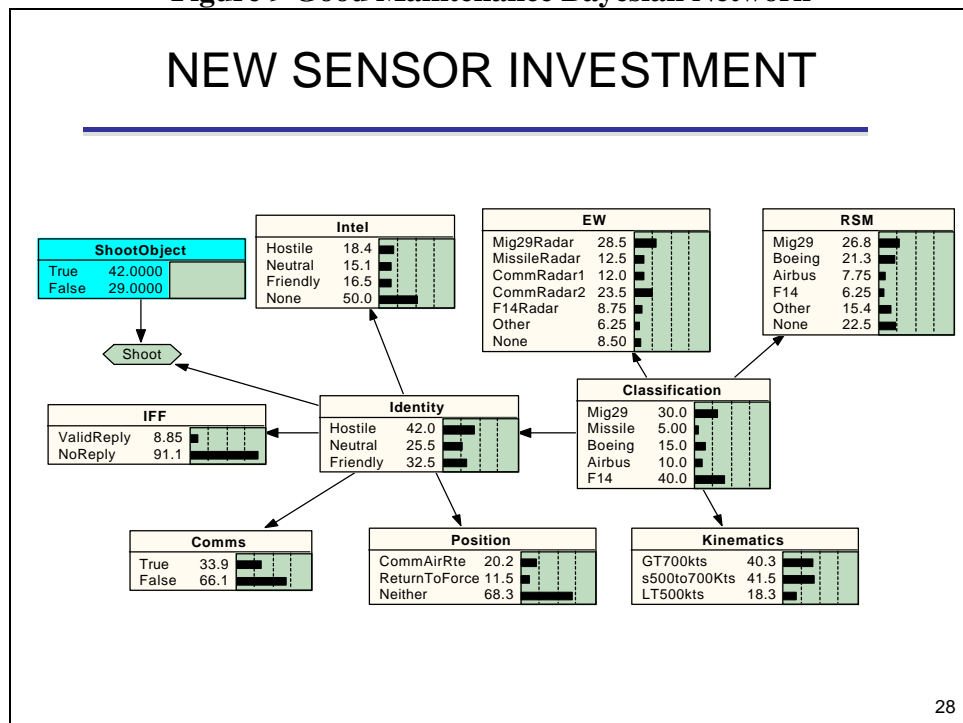 Figure 9 Good Maintenance Bayesian Network
NEW SENSOR INVESTMENT
ShootObject
True 42.0000
False 29.0000
Intel
Hostile 18.4
Neutral 15.1
Friendly 16.5
None 50.0
EW
Mig29Radar 28.5
MissileRadar 12.5
CommRadar1 12.0
CommRadar2 23.5
F14Radar 8.75
Other 6.25
None 8.50
RSM
Mig29 26.8
Boeing 21.3
Airbus 7.75
F14 6.25
Other 15.4
None 22.5
Shoot
IFF
ValidReply 8.85
NoReply 91.1
Identity
Hostile 42.0
Neutral 25.5
Friendly 32.5
Classification
Mig29 30.0
Missile 5.00
Boeing 15.0
Airbus 10.0
F14 40.0
Comms
True 33.9
False 66.1
Position
CommAirRte 20.2
ReturnToForce 11.5
Neither 68.3
Kinematics
GT700kts 40.3
s500to700Kts 41.5
LT500kts 18.3
28